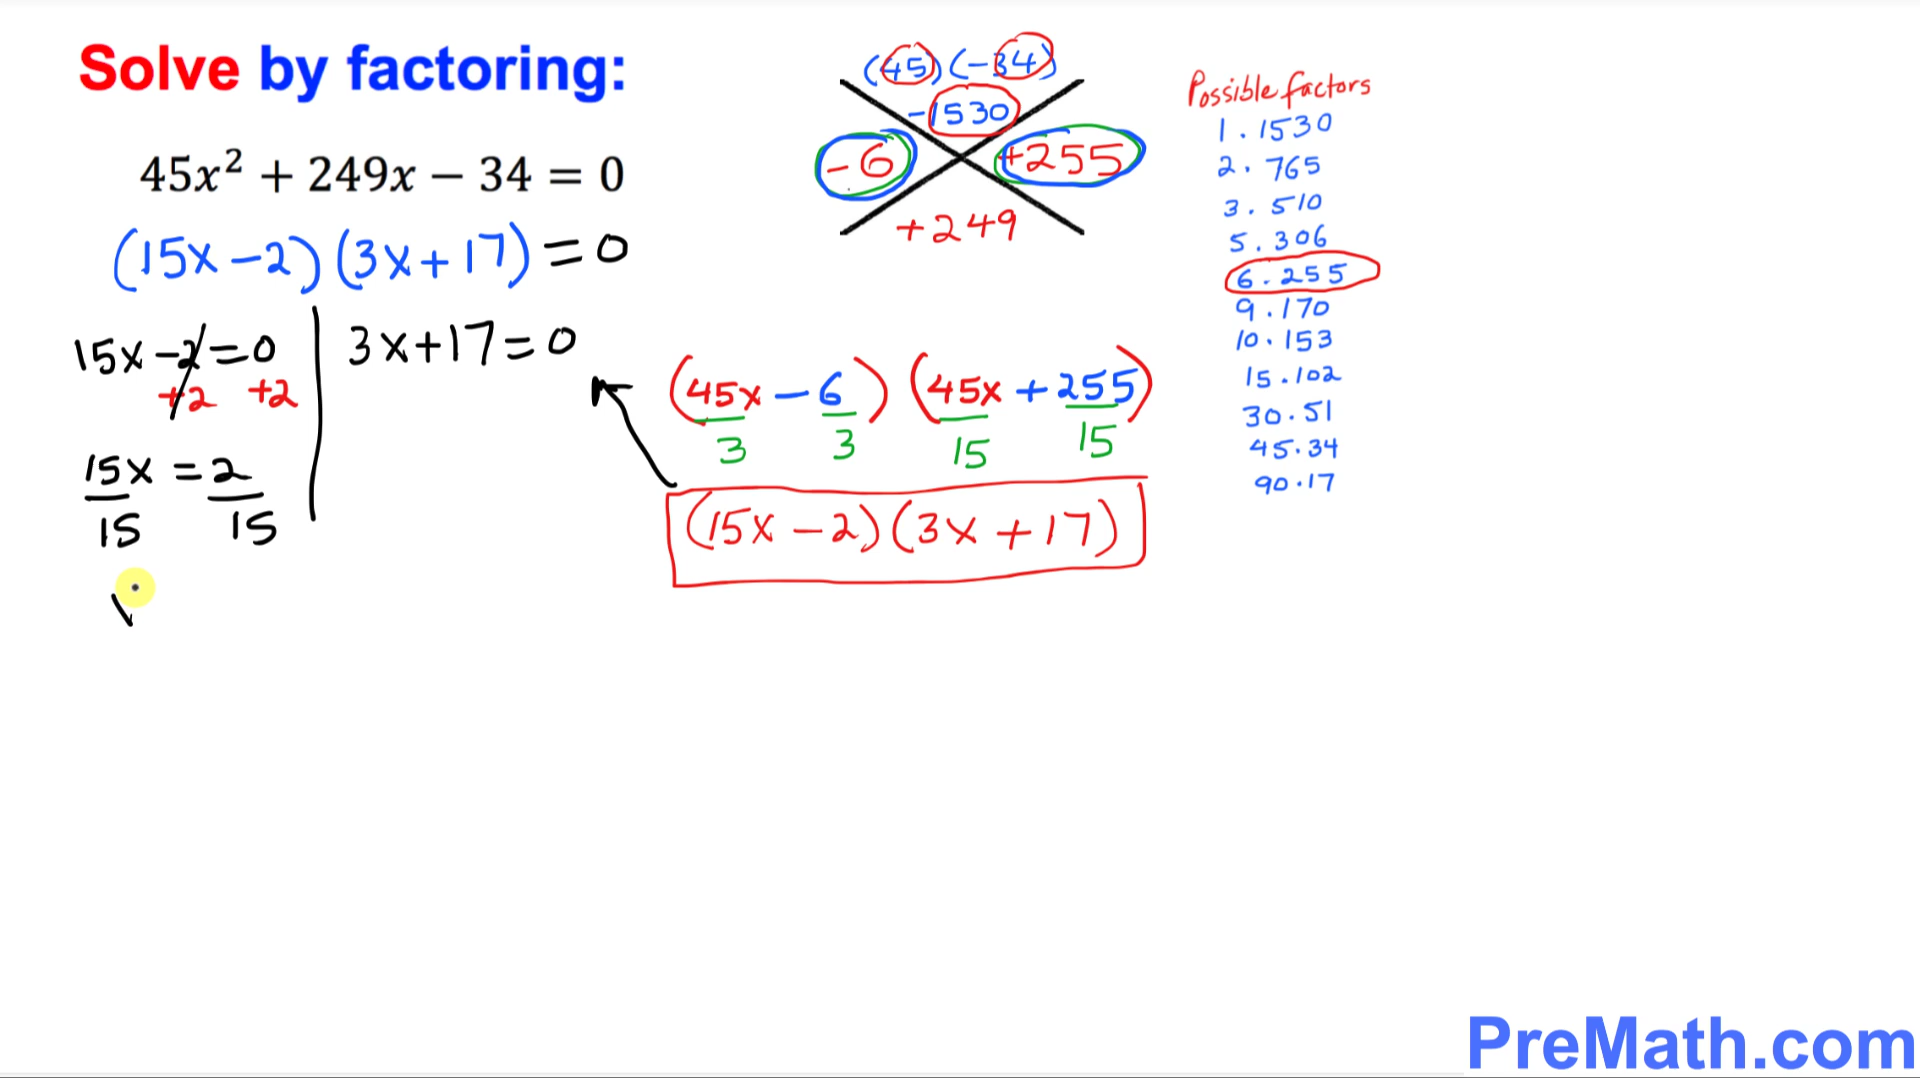 Solve by factoring:
45x² + 249x − 34 = 0
(15x −2)(3x+17) = 0
15x −2 = 0
+2 +2
15x = 2
15 15
3x+17=0
(45)(−34)
−1530
−6 +255
+249
(45x − 6) (45x + 255)
3 3 15 15
(15x −2)(3x +17)
Possible factors
1 . 1530
2 . 765
3 . 510
5 . 306
6 . 255
9 . 170
10 . 153
15 . 102
30 . 51
45 . 34
90 . 17
PreMath.com